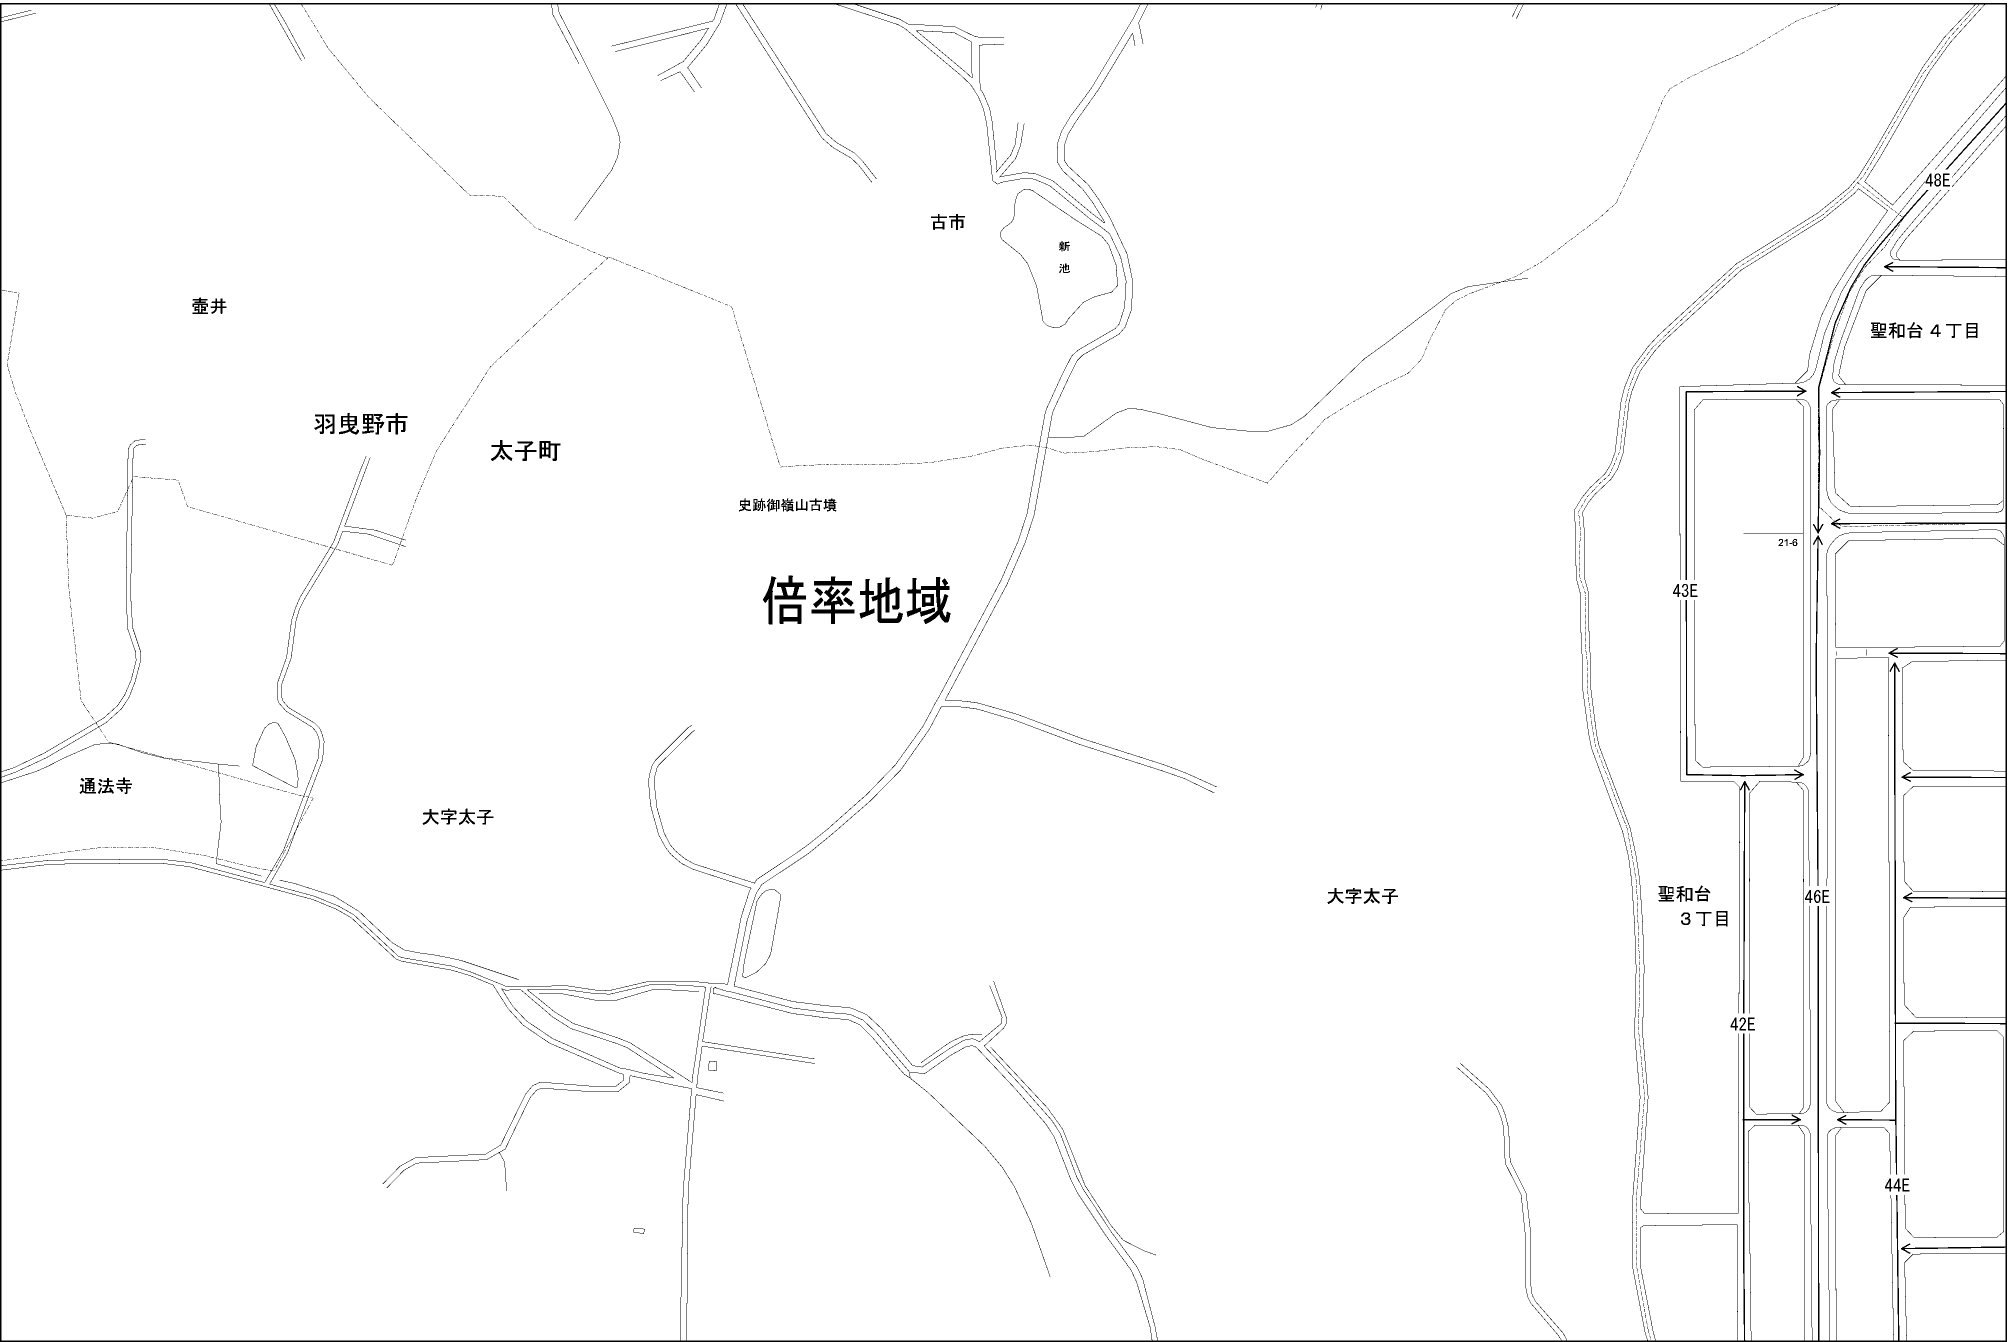 48E
古市
新
池
壺井
聖和台４丁目
羽曳野市
太子町
史跡御嶺山古墳
21-6
倍率地域
43E
通法寺
大字太子
大字太子
聖和台
３丁目
46E
42E
44E